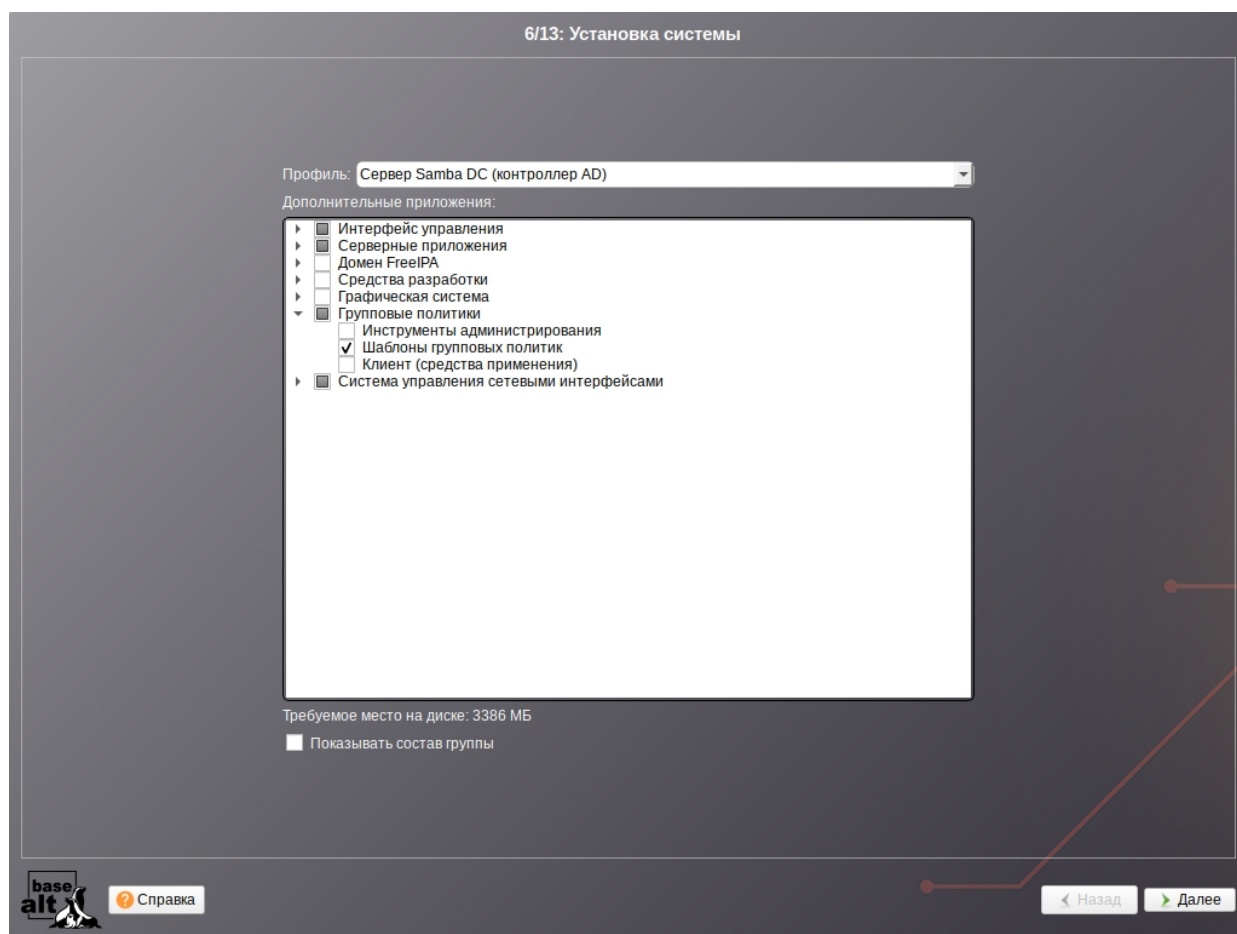 6/13: Установка системы
Профиль: Сервер Samba DC (контроллер AD)
Дополнительные приложения:
Интерфейс управления
Серверные приложения
Домен FreeIPA
Средства разработки
Графическая система
Групповые политики
Инструменты администрирования
Шаблоны групповых политик
Клиент (средства применения)
Система управления сетевыми интерфейсами
Требуемое место на диске: 3386 МБ
Показывать состав группы
base
alt
Справка
Назад
Далее